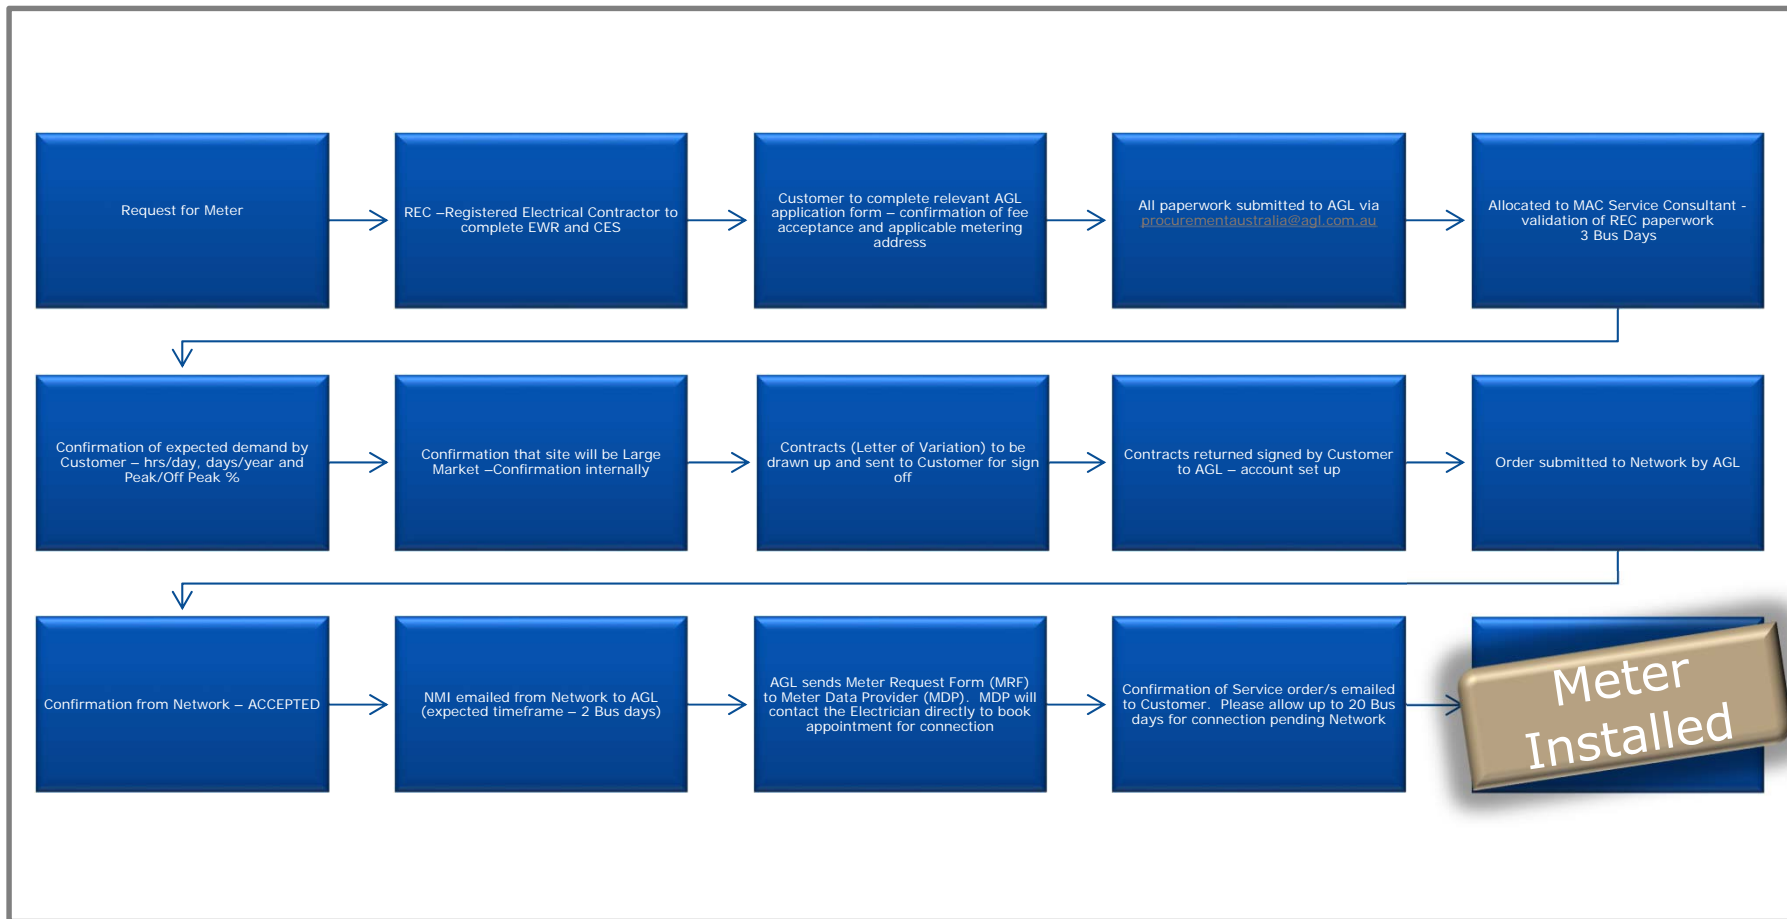 Request for Meter
REC –Registered Electrical Contractor to
complete EWR and CES
Customer to complete relevant AGL
application form – confirmation of fee
acceptance and applicable metering
address
All paperwork submitted to AGL via
procurementaustralia@agl.com.au
Allocated to MAC Service Consultant -
validation of REC paperwork
3 Bus Days
Confirmation of expected demand by
Customer – hrs/day, days/year and
Peak/Off Peak %
Confirmation that site will be Large
Market –Confirmation internally
Contracts (Letter of Variation) to be
drawn up and sent to Customer for sign
off
Contracts returned signed by Customer
to AGL – account set up
Order submitted to Network by AGL
Confirmation from Network – ACCEPTED
NMI emailed from Network to AGL
(expected timeframe – 2 Bus days)
AGL sends Meter Request Form (MRF)
to Meter Data Provider (MDP).  MDP will
contact the Electrician directly to book
appointment for connection
Confirmation of Service order/s emailed
to Customer.  Please allow up to 20 Bus
days for connection pending Network
Meter
Installed